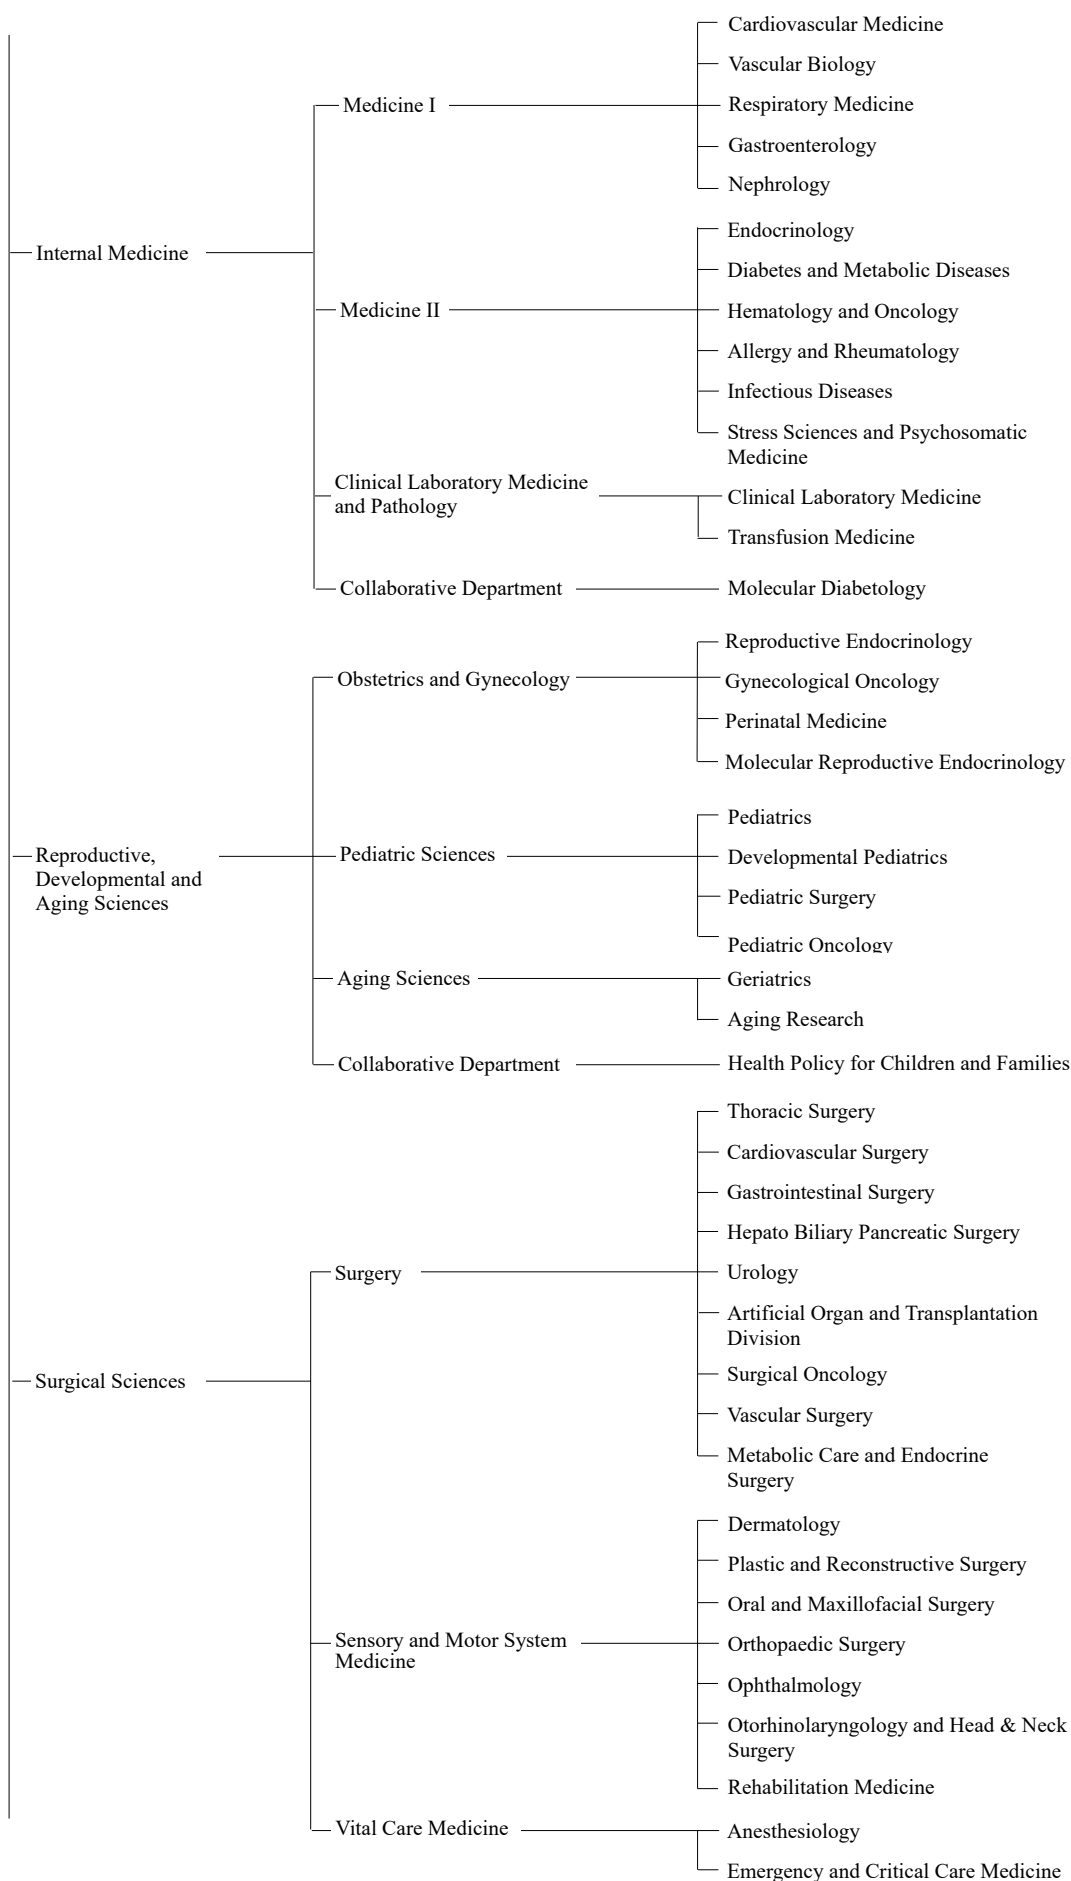 Cardiovascular Medicine
Vascular Biology
Medicine I
Respiratory Medicine
Gastroenterology
Nephrology
Internal Medicine
Endocrinology
Diabetes and Metabolic Diseases
Medicine II
Hematology and Oncology
Allergy and Rheumatology
Infectious Diseases
Stress Sciences and Psychosomatic
Medicine
Clinical Laboratory Medicine
and Pathology
Clinical Laboratory Medicine
Transfusion Medicine
Collaborative Department
Molecular Diabetology
Reproductive,
Developmental and
Aging Sciences
Obstetrics and Gynecology
Reproductive Endocrinology
Gynecological Oncology
Perinatal Medicine
Molecular Reproductive Endocrinology
Pediatric Sciences
Pediatrics
Developmental Pediatrics
Pediatric Surgery
Pediatric Oncology
Aging Sciences
Geriatrics
Aging Research
Collaborative Department
Health Policy for Children and Families
Surgical Sciences
Surgery
Thoracic Surgery
Cardiovascular Surgery
Gastrointestinal Surgery
Hepato Biliary Pancreatic Surgery
Urology
Artificial Organ and Transplantation
Division
Surgical Oncology
Vascular Surgery
Metabolic Care and Endocrine
Surgery
Sensory and Motor System
Medicine
Dermatology
Plastic and Reconstructive Surgery
Oral and Maxillofacial Surgery
Orthopaedic Surgery
Ophthalmology
Otorhinolaryngology and Head & Neck
Surgery
Rehabilitation Medicine
Vital Care Medicine
Anesthesiology
Emergency and Critical Care Medicine